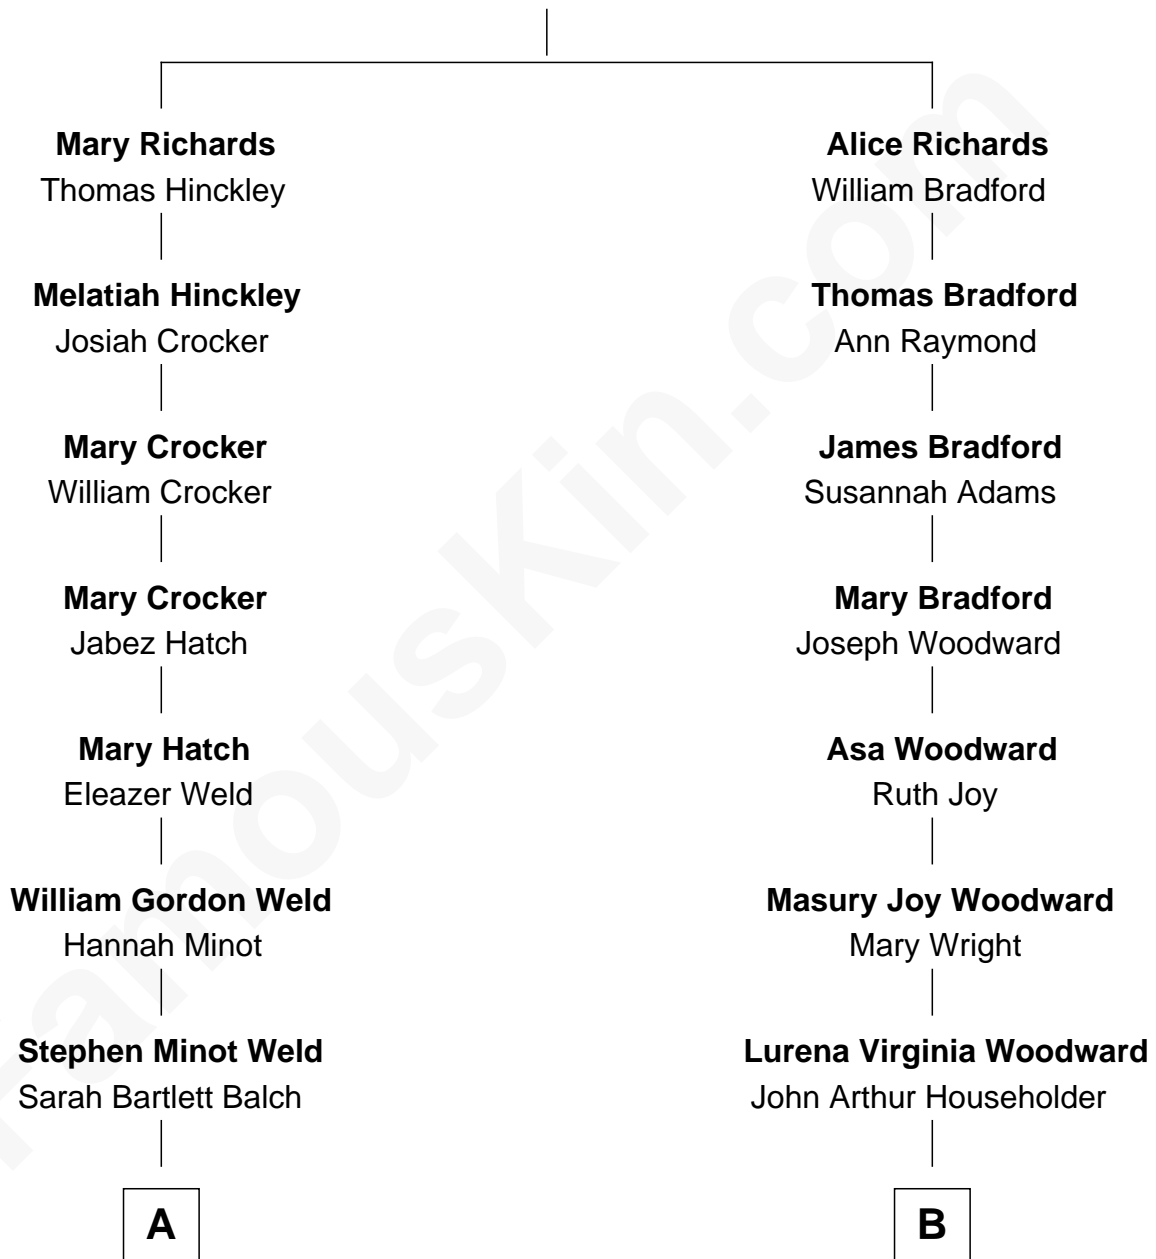 Mary Richards
Thomas Hinckley
Melatiah Hinckley
Josiah Crocker
Mary Crocker
William Crocker
Mary Crocker
Jabez Hatch
Mary Hatch
Eleazer Weld
William Gordon Weld
Hannah Minot
Stephen Minot Weld
Sarah Bartlett Balch
A
Alice Richards
William Bradford
Thomas Bradford
Ann Raymond
James Bradford
Susannah Adams
Mary Bradford
Joseph Woodward
Asa Woodward
Ruth Joy
Masury Joy Woodward
Mary Wright
Lurena Virginia Woodward
John Arthur Householder
B
FamousKin.com